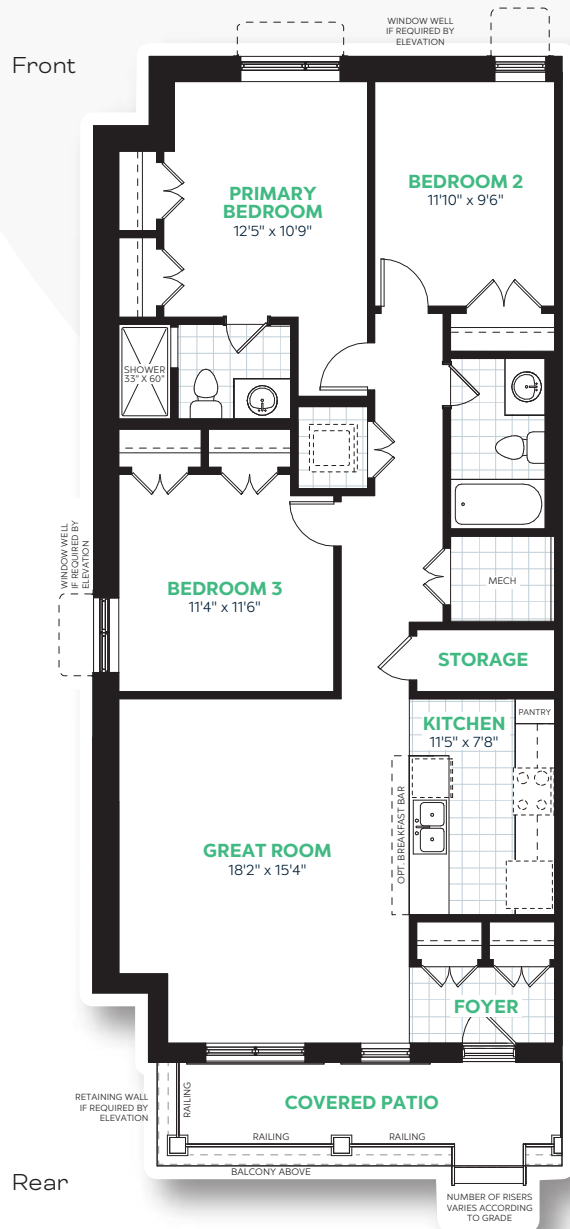 WINDOW WELL
IF REQUIRED BY
ELEVATION
Front
PRIMARY
BEDROOM
12'5" x 10'9"
BEDROOM 2
11'10" x 9'6"
SHOWER
33" X 60"
WINDOW WELL
IF REQUIRED BY
ELEVATION
BEDROOM 3
11'4" x 11'6"
MECH
STORAGE
KITCHEN
11'5" x 7'8"
PANTRY
OPT. BREAKFAST BAR
GREAT ROOM
18'2" x 15'4"
FOYER
RETAINING WALL
IF REQUIRED BY
ELEVATION
RAILING
COVERED PATIO
RAILING
RAILING
BALCONY ABOVE
Rear
NUMBER OF RISERS
VARIES ACCORDING
TO GRADE